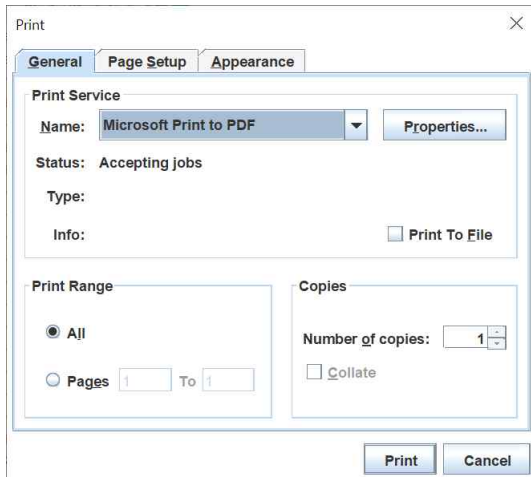 Print
General Page Setup Appearance
Print Service
Name: Microsoft Print to PDF Properties...
Status: Accepting jobs
Type:
Info: Print To File
Print Range Copies
All Number of copies: 1
Pages 1 To 1 Collate
Print Cancel